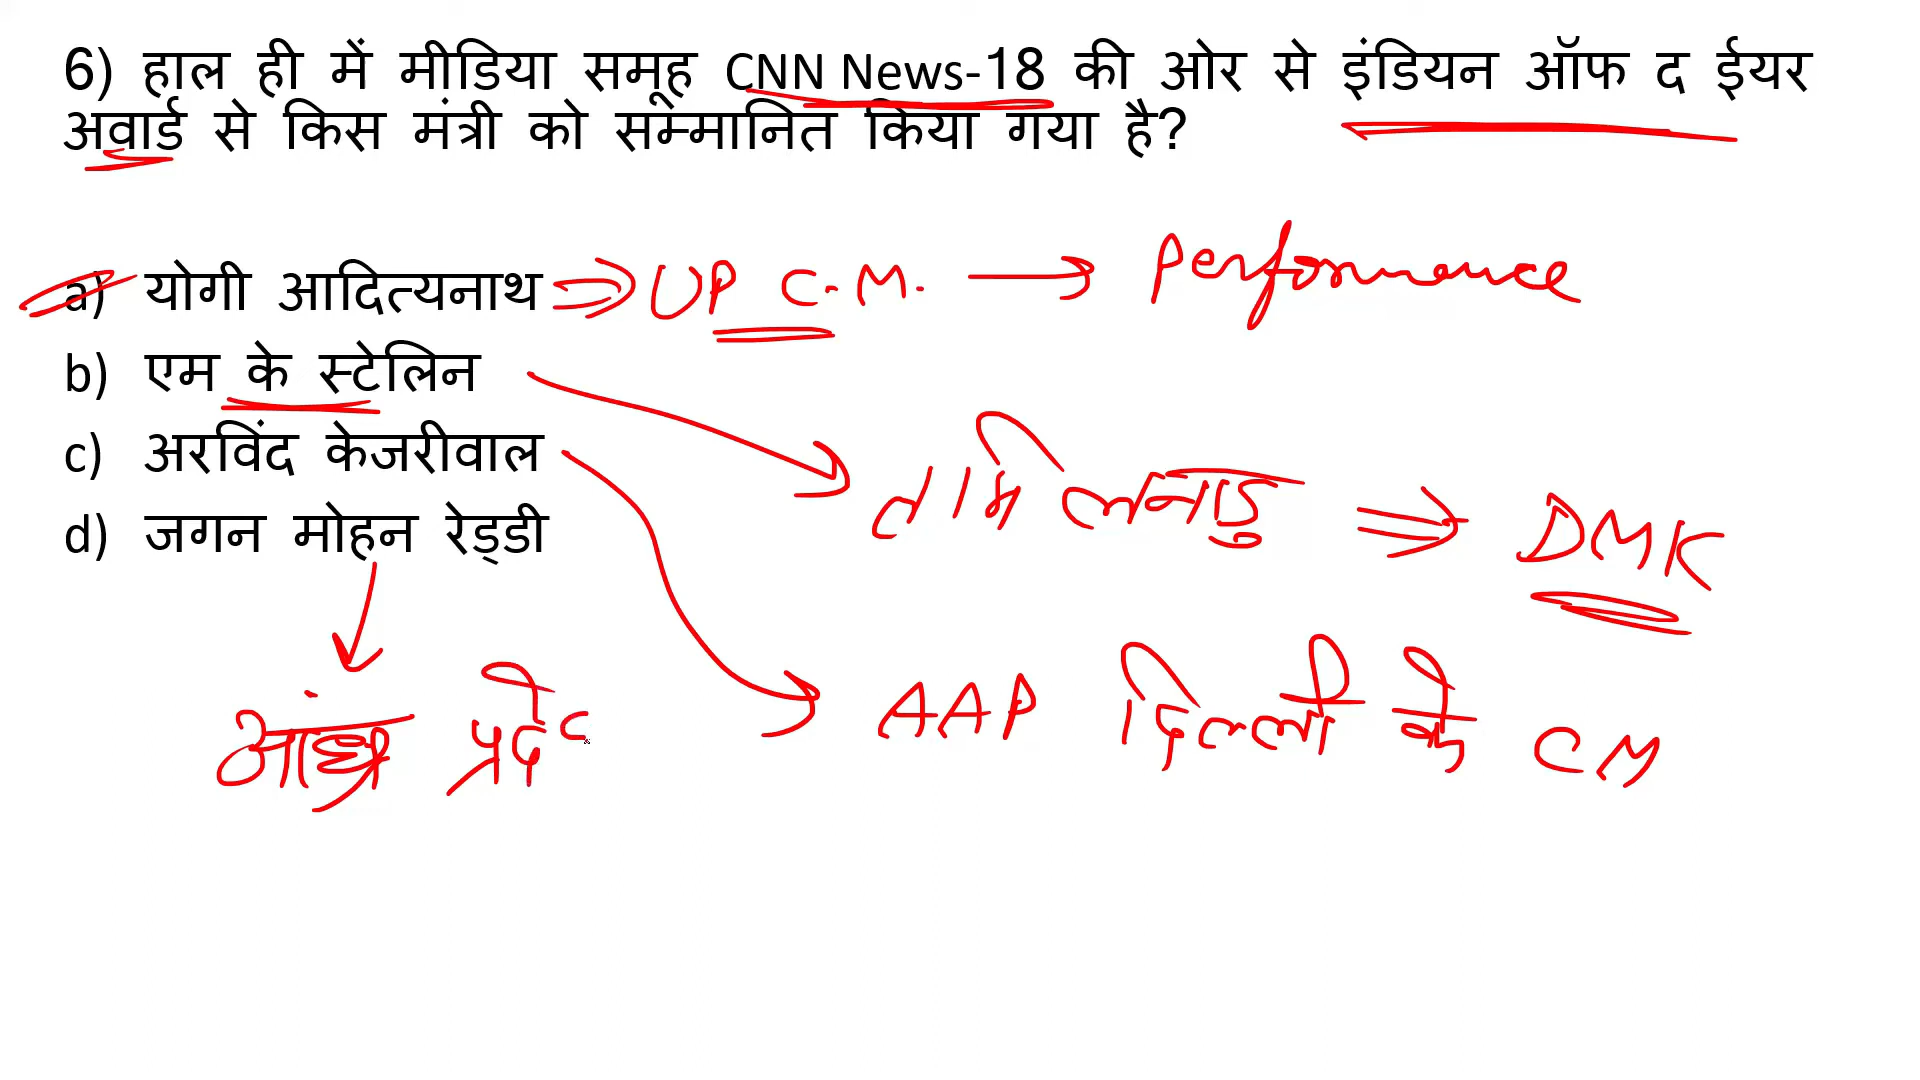 6) हाल ही में मीडिया समूह CNN News-18 की ओर से इंडियन ऑफ द ईयर
अवार्ड से किस मंत्री को सम्मानित किया गया है?
a) योगी आदित्यनाथ ⇒ UP C.M. → Performance
b) एम के स्टेलिन
c) अरविंद केजरीवाल
तामिलनाडु ⇒ DMK
d) जगन मोहन रेड्डी
AAP दिल्ली के CM
आंध्र प्रदे